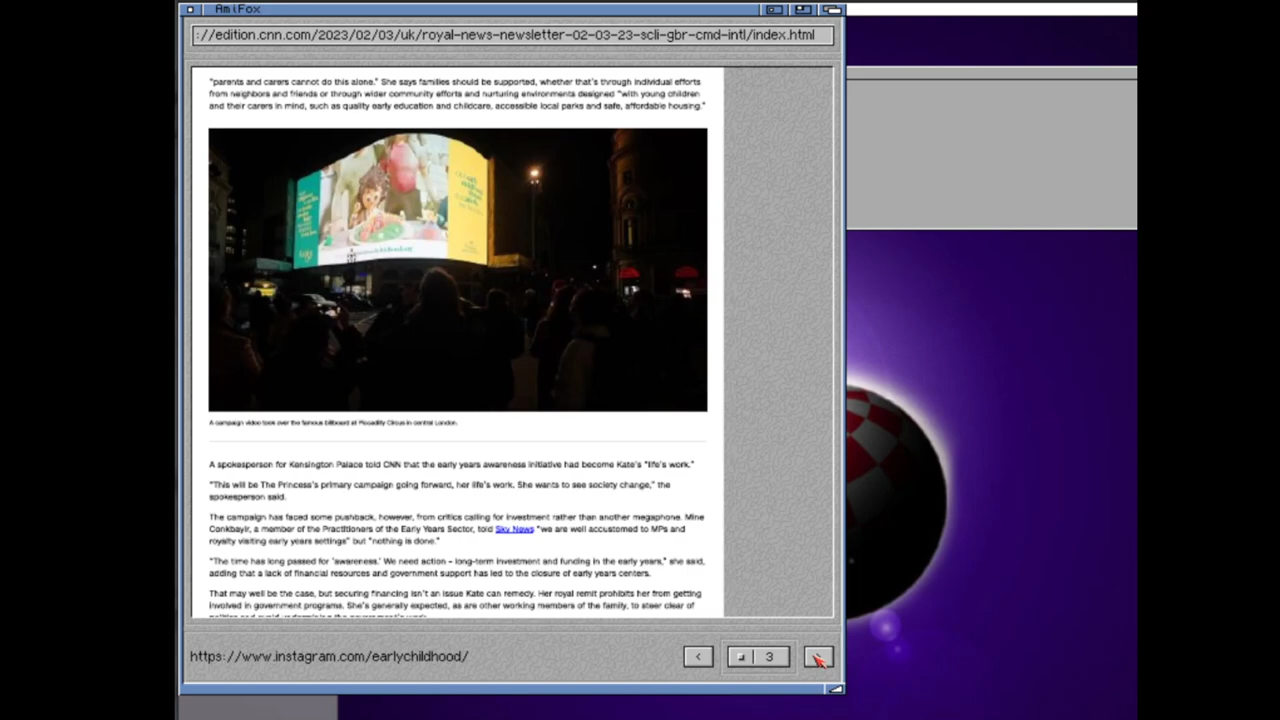 AmiFox
://edition.cnn.com/2023/02/03/uk/royal-news-newsletter-02-03-23-scli-gbr-cmd-intl/index.html
"parents and carers cannot do this alone." She says families should be supported, whether that's through individual efforts
from neighbors and friends or through wider community efforts and nurturing environments designed "with young children
and their carers in mind, such as quality early education and childcare, accessible local parks and safe, affordable housing."
A campaign video took over the famous billboard at Piccadilly Circus in central London.
A spokesperson for Kensington Palace told CNN that the early years awareness initiative had become Kate's "life's work."
"This will be The Princess's primary campaign going forward, her life's work. She wants to see society change," the
spokesperson said.
The campaign has faced some pushback, however, from critics calling for investment rather than another megaphone. Mine
Conkbayir, a member of the Practitioners of the Early Years Sector, told Sky News "we are well accustomed to MPs and
royalty visiting early years settings" but "nothing is done."
"The time has long passed for 'awareness.' We need action – long-term investment and funding in the early years," she said,
adding that a lack of financial resources and government support has led to the closure of early years centers.
That may well be the case, but securing financing isn't an issue Kate can remedy. Her royal remit prohibits her from getting
involved in government programs. She's generally expected, as are other working members of the family, to steer clear of
https://www.instagram.com/earlychildhood/
< 3